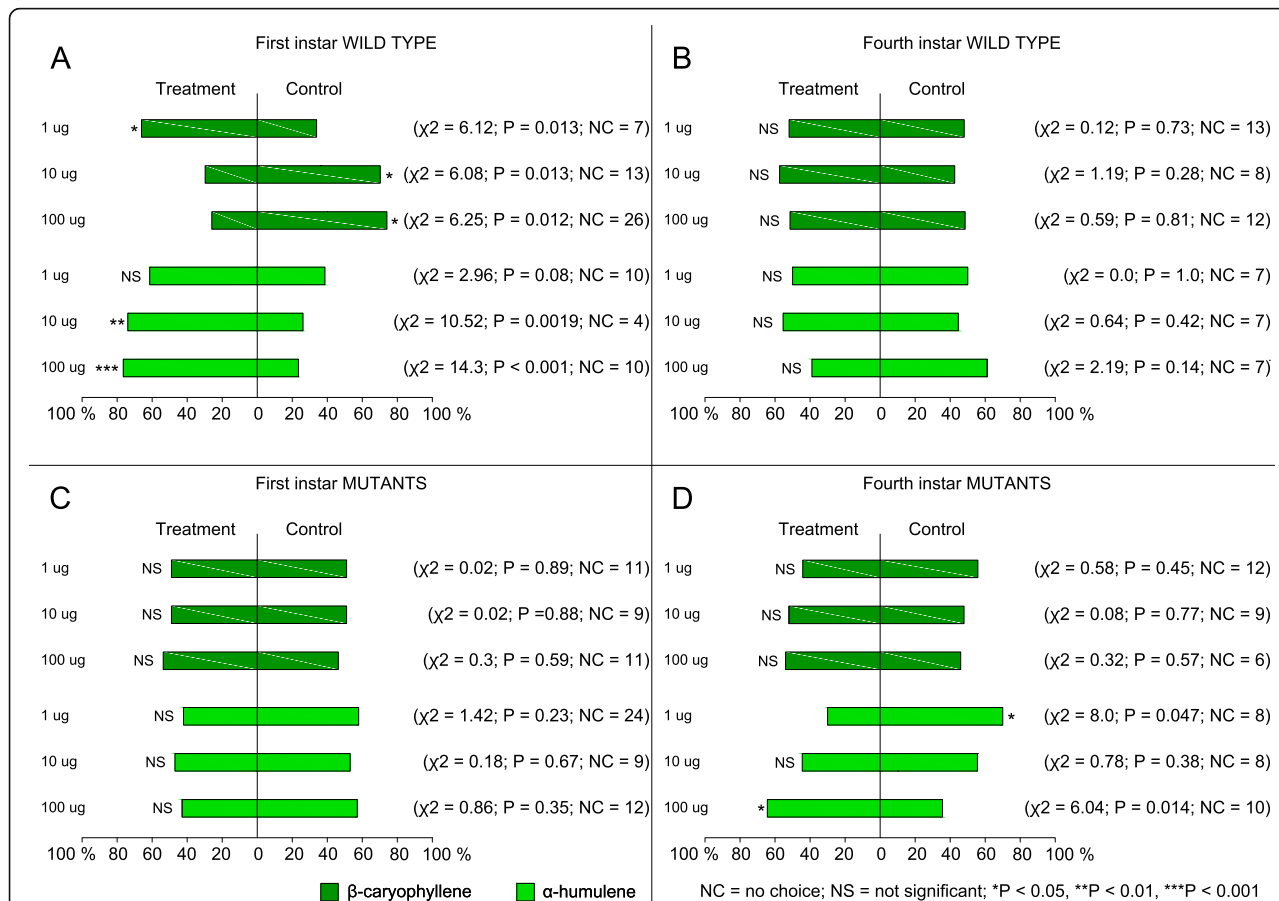 A
First instar WILD TYPE
Treatment Control
1 ug * (χ2 = 6.12; P = 0.013; NC = 7)
10 ug * (χ2 = 6.08; P = 0.013; NC = 13)
100 ug * (χ2 = 6.25; P = 0.012; NC = 26)
1 ug NS (χ2 = 2.96; P = 0.08; NC = 10)
10 ug ** (χ2 = 10.52; P = 0.0019; NC = 4)
100 ug *** (χ2 = 14.3; P < 0.001; NC = 10)
100 % 80 60 40 20 0 20 40 60 80 100 %
B
Fourth instar WILD TYPE
Treatment Control
1 ug NS (χ2 = 0.12; P = 0.73; NC = 13)
10 ug NS (χ2 = 1.19; P = 0.28; NC = 8)
100 ug NS (χ2 = 0.59; P = 0.81; NC = 12)
1 ug NS (χ2 = 0.0; P = 1.0; NC = 7)
10 ug NS (χ2 = 0.64; P = 0.42; NC = 7)
100 ug NS (χ2 = 2.19; P = 0.14; NC = 7)
100 % 80 60 40 20 0 20 40 60 80 100 %
C
First instar MUTANTS
Treatment Control
1 ug NS (χ2 = 0.02; P = 0.89; NC = 11)
10 ug NS (χ2 = 0.02; P =0.88; NC = 9)
100 ug NS (χ2 = 0.3; P = 0.59; NC = 11)
1 ug NS (χ2 = 1.42; P = 0.23; NC = 24)
10 ug NS (χ2 = 0.18; P = 0.67; NC = 9)
100 ug NS (χ2 = 0.86; P = 0.35; NC = 12)
100 % 80 60 40 20 0 20 40 60 80 100 %
D
Fourth instar MUTANTS
Treatment Control
1 ug NS (χ2 = 0.58; P = 0.45; NC = 12)
10 ug NS (χ2 = 0.08; P = 0.77; NC = 9)
100 ug NS (χ2 = 0.32; P = 0.57; NC = 6)
1 ug * (χ2 = 8.0; P = 0.047; NC = 8)
10 ug NS (χ2 = 0.78; P = 0.38; NC = 8)
100 ug * (χ2 = 6.04; P = 0.014; NC = 10)
100 % 80 60 40 20 0 20 40 60 80 100 %
β-caryophyllene α-humulene
NC = no choice; NS = not significant; *P < 0.05, **P < 0.01, ***P < 0.001